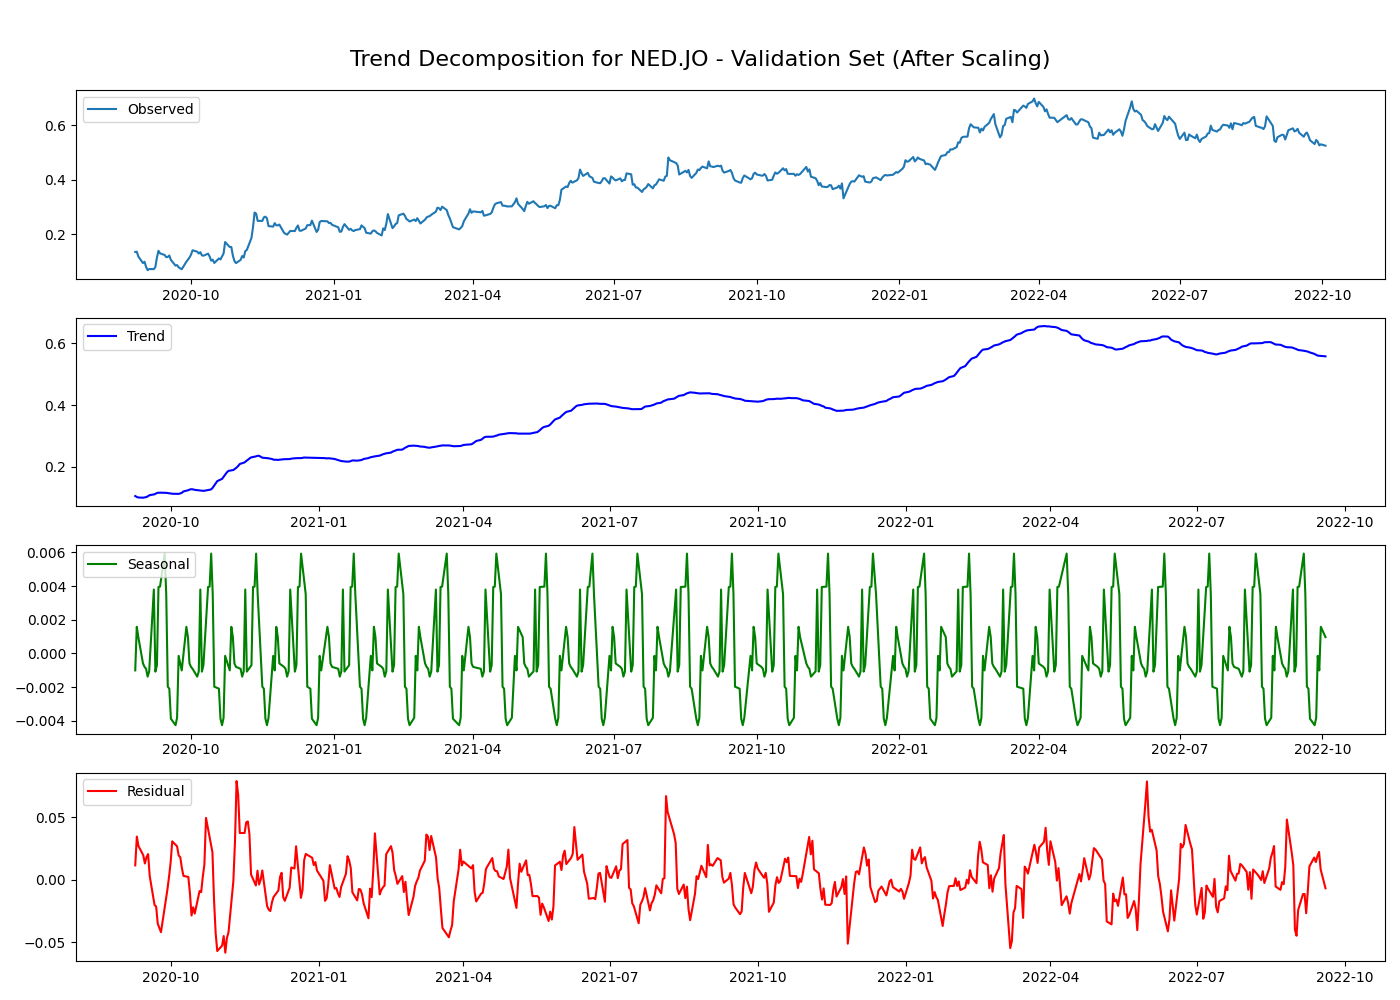 Trend Decomposition for NED.JO - Validation Set (After Scaling)
Observed
0.6
0.4
0.2
2020-10 2021-01 2021-04 2021-07 2021-10 2022-01 2022-04 2022-07 2022-10
Trend
0.6
0.4
0.2
2020-10 2021-01 2021-04 2021-07 2021-10 2022-01 2022-04 2022-07 2022-10
0.006
Seasonal
0.004
0.002
0.000
−0.002
−0.004
2020-10 2021-01 2021-04 2021-07 2021-10 2022-01 2022-04 2022-07 2022-10
Residual
0.05
0.00
−0.05
2020-10 2021-01 2021-04 2021-07 2021-10 2022-01 2022-04 2022-07 2022-10